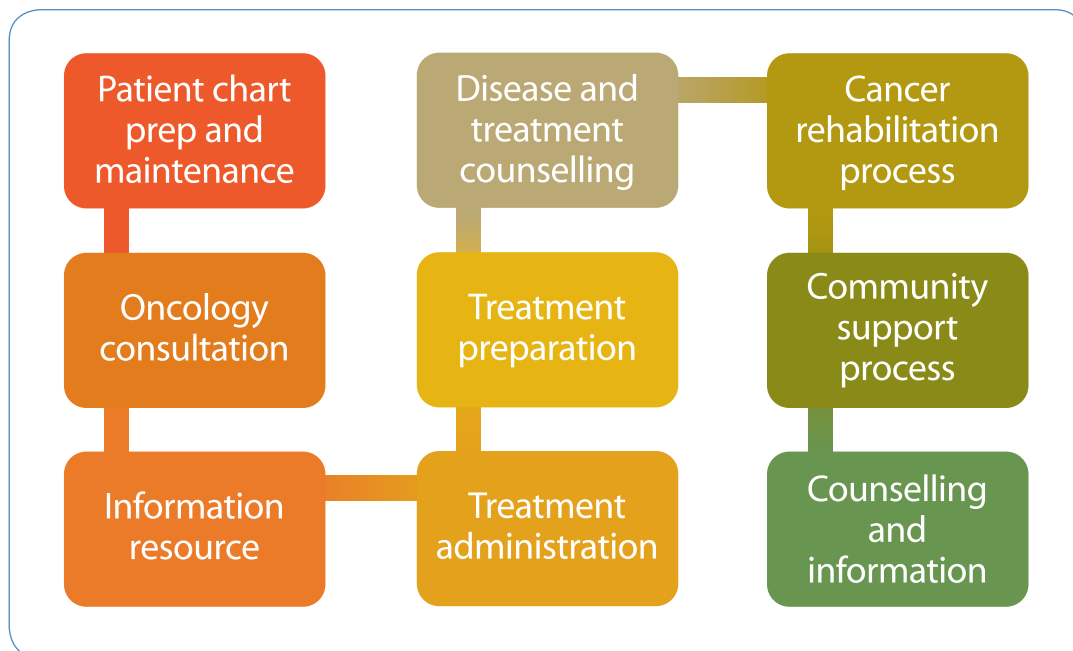 Patient chart
prep and
maintenance
Oncology
consultation
Information
resource
Treatment
administration
Treatment
preparation
Disease and
treatment
counselling
Cancer
rehabilitation
process
Community
support
process
Counselling
and
information